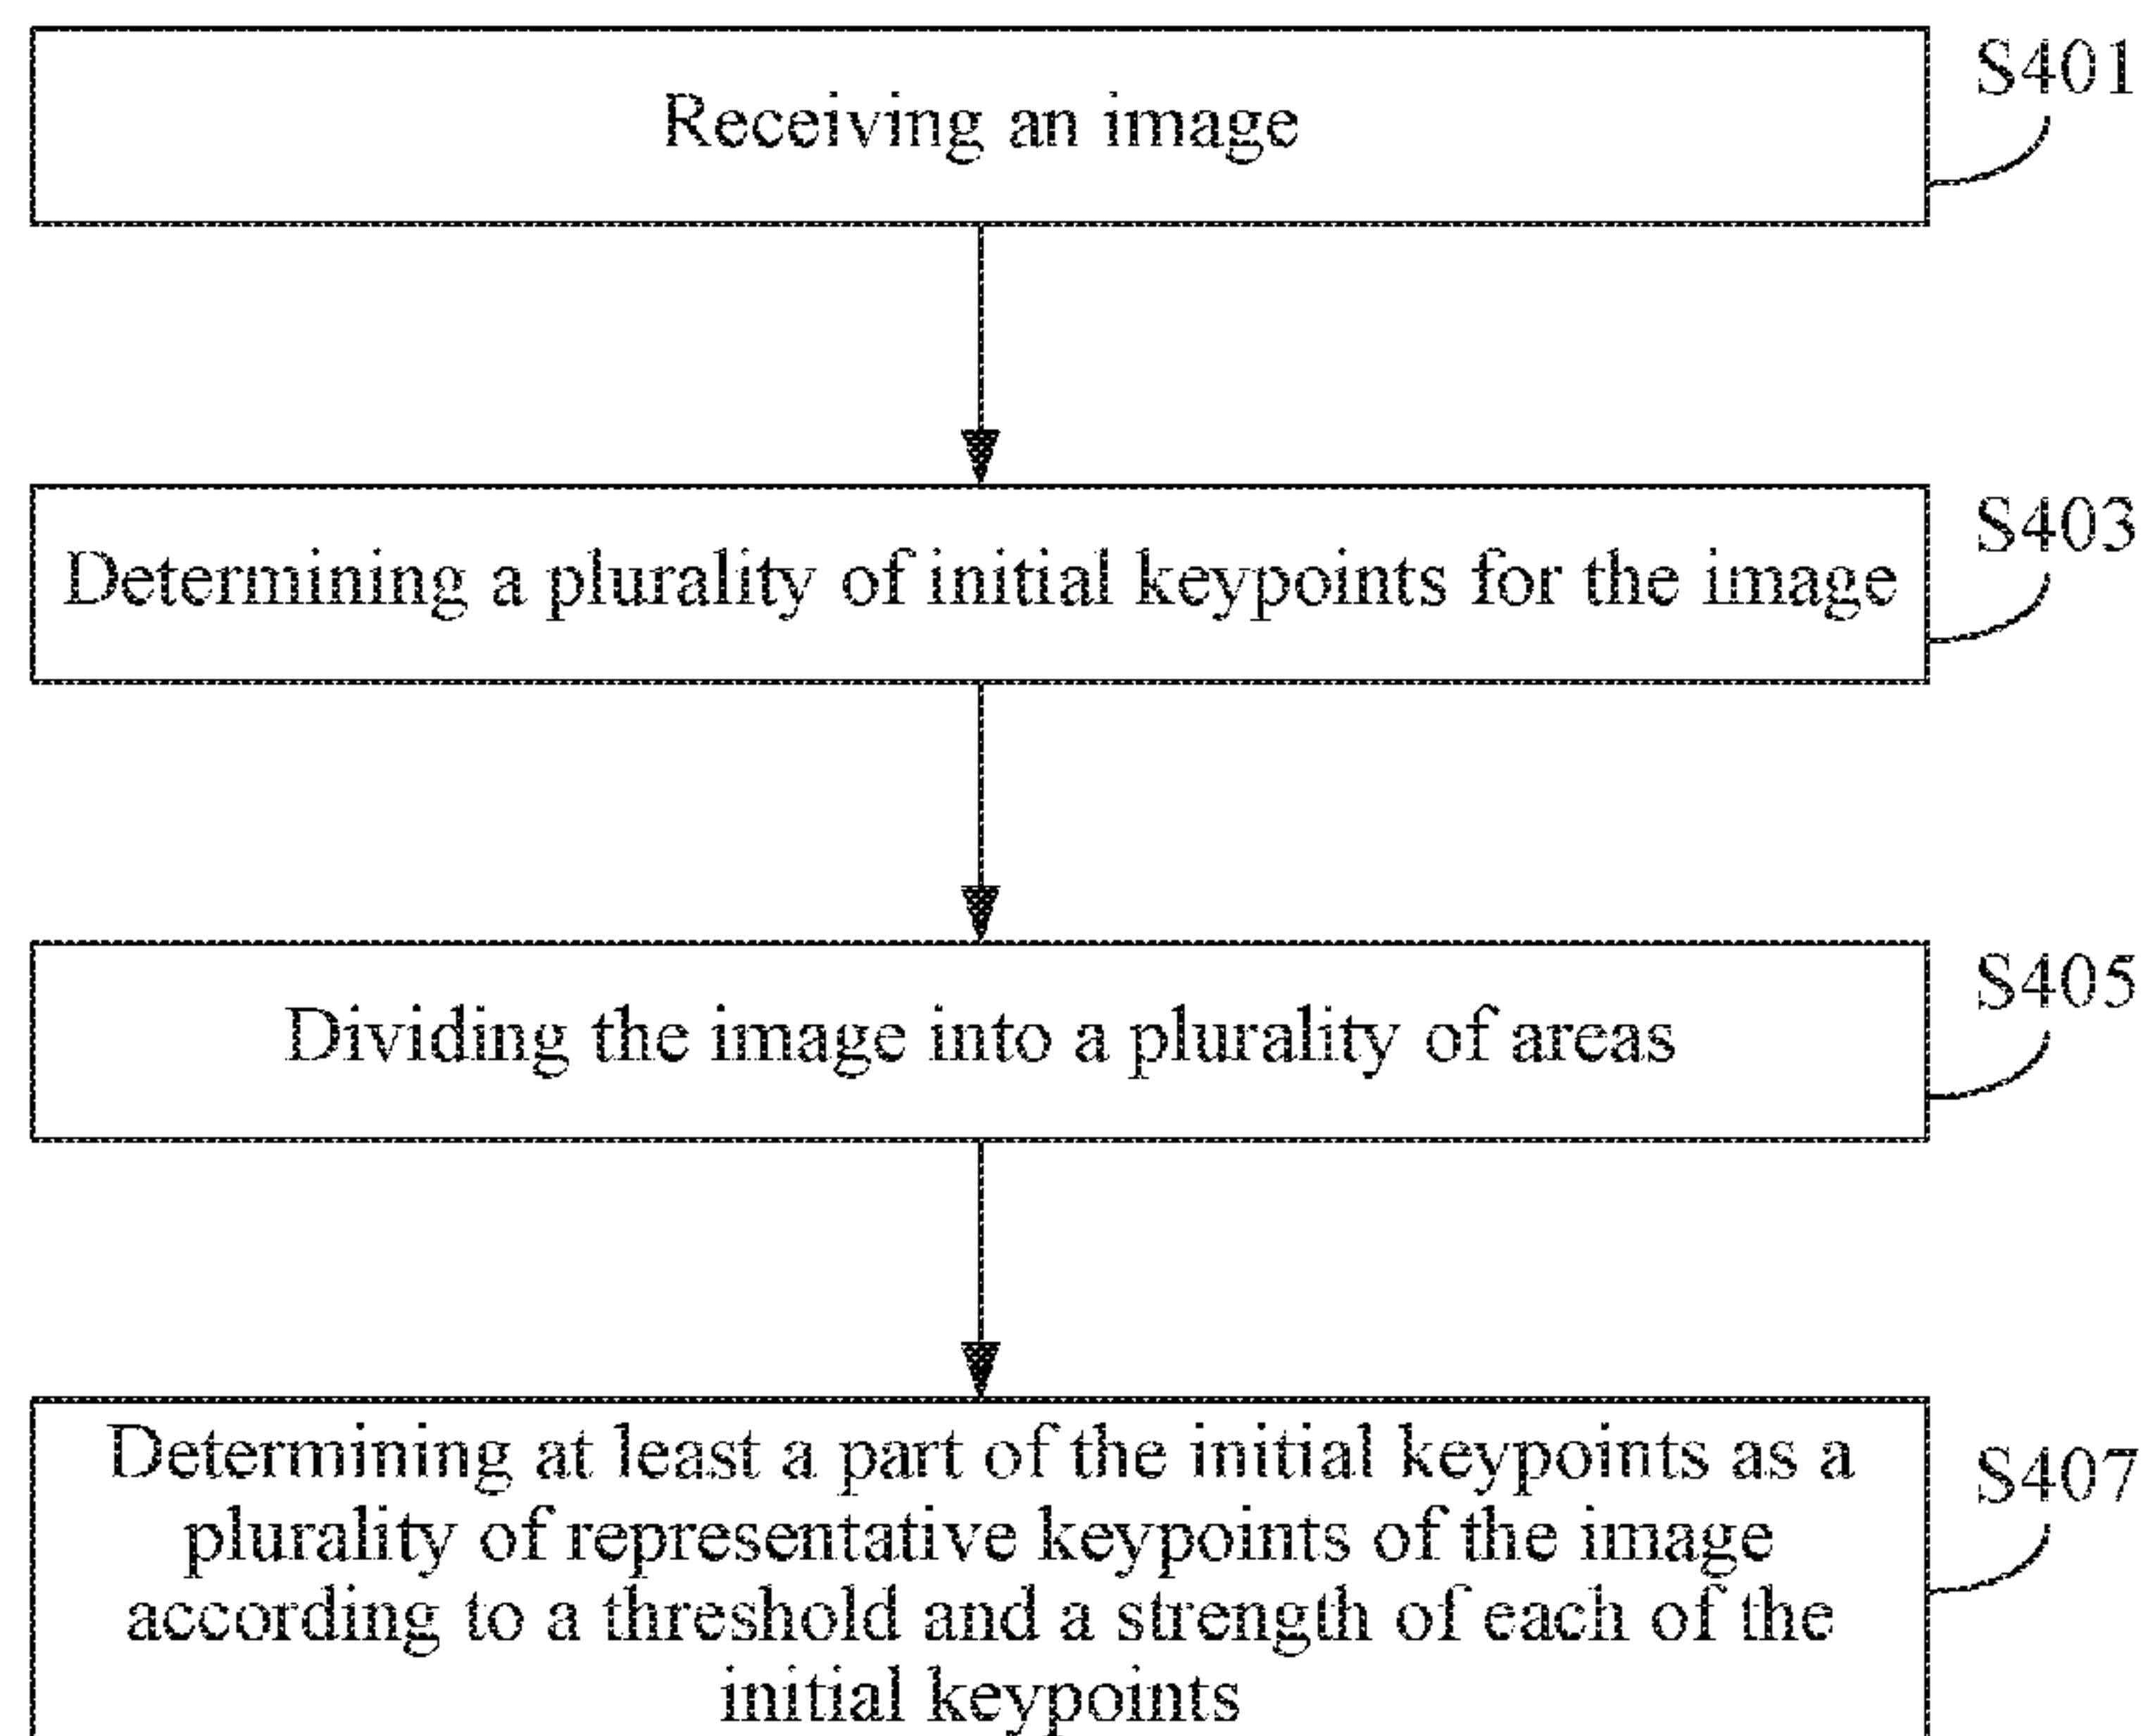 Receiving an image
S401
Determining a plurality of initial keypoints for the image
S403
Dividing the image into a plurality of areas
S405
Determining at least a part of the initial keypoints as a
plurality of representative keypoints of the image
according to a threshold and a strength of each of the
initial keypoints
S407